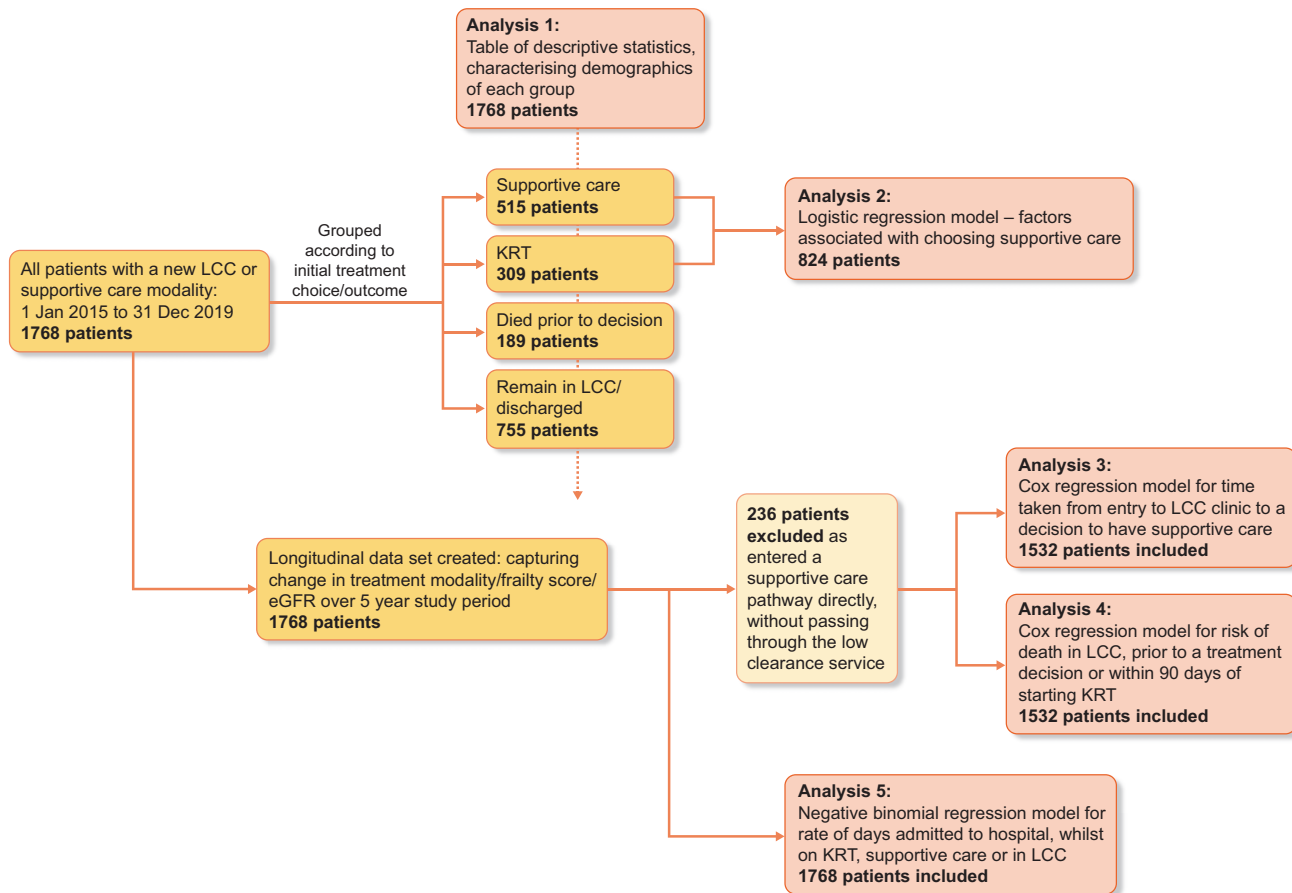 Analysis 1:
Table of descriptive statistics,
characterising demographics
of each group
1768 patients
Supportive care
515 patients
KRT
309 patients
Died prior to decision
189 patients
Remain in LCC/
discharged
755 patients
Grouped
according to
initial treatment
choice/outcome
All patients with a new LCC or
supportive care modality:
1 Jan 2015 to 31 Dec 2019
1768 patients
Analysis 2:
Logistic regression model – factors
associated with choosing supportive care
824 patients
Longitudinal data set created: capturing
change in treatment modality/frailty score/
eGFR over 5 year study period
1768 patients
236 patients
excluded as
entered a
supportive care
pathway directly,
without passing
through the low
clearance service
Analysis 3:
Cox regression model for time
taken from entry to LCC clinic to a
decision to have supportive care
1532 patients included
Analysis 4:
Cox regression model for risk of
death in LCC, prior to a treatment
decision or within 90 days of
starting KRT
1532 patients included
Analysis 5:
Negative binomial regression model for
rate of days admitted to hospital, whilst
on KRT, supportive care or in LCC
1768 patients included